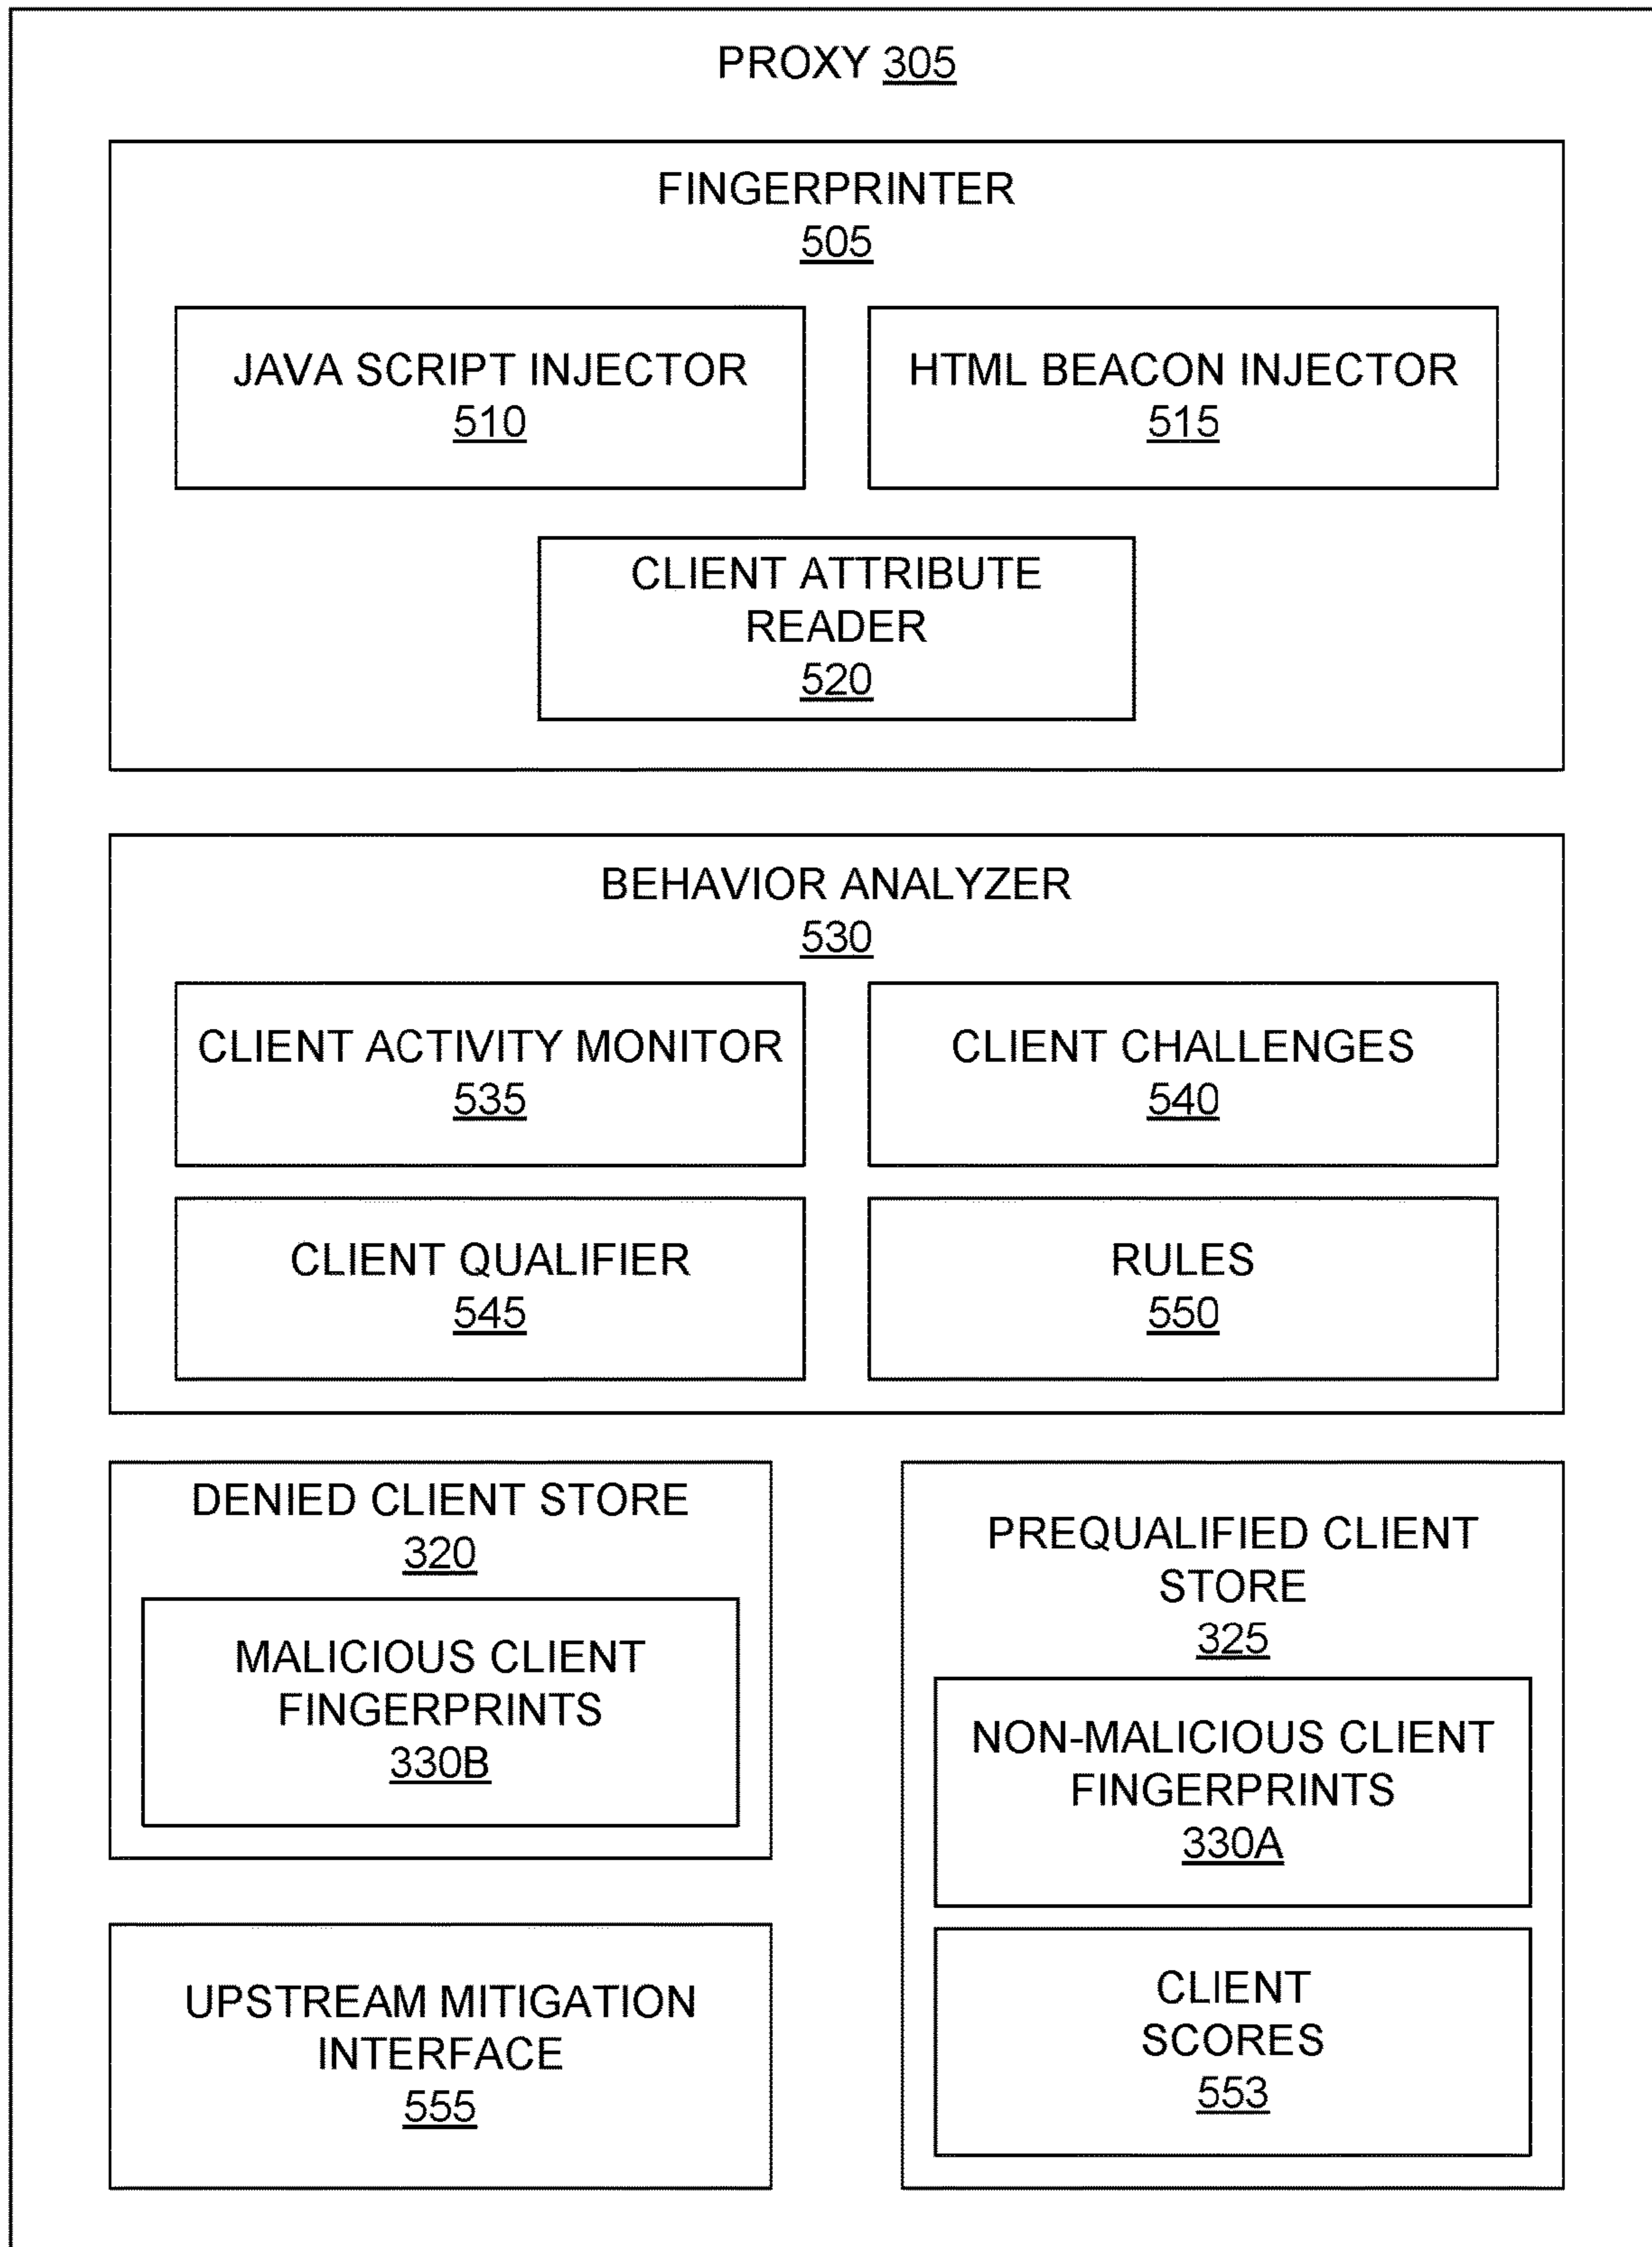 PROXY 305
FINGERPRINTER
505
JAVA SCRIPT INJECTOR
510
HTML BEACON INJECTOR
515
CLIENT ATTRIBUTE
READER
520
BEHAVIOR ANALYZER
530
CLIENT ACTIVITY MONITOR
535
CLIENT CHALLENGES
540
CLIENT QUALIFIER
545
RULES
550
DENIED CLIENT STORE
320
MALICIOUS CLIENT
FINGERPRINTS
330B
PREQUALIFIED CLIENT
STORE
325
NON-MALICIOUS CLIENT
FINGERPRINTS
330A
CLIENT
SCORES
553
UPSTREAM MITIGATION
INTERFACE
555